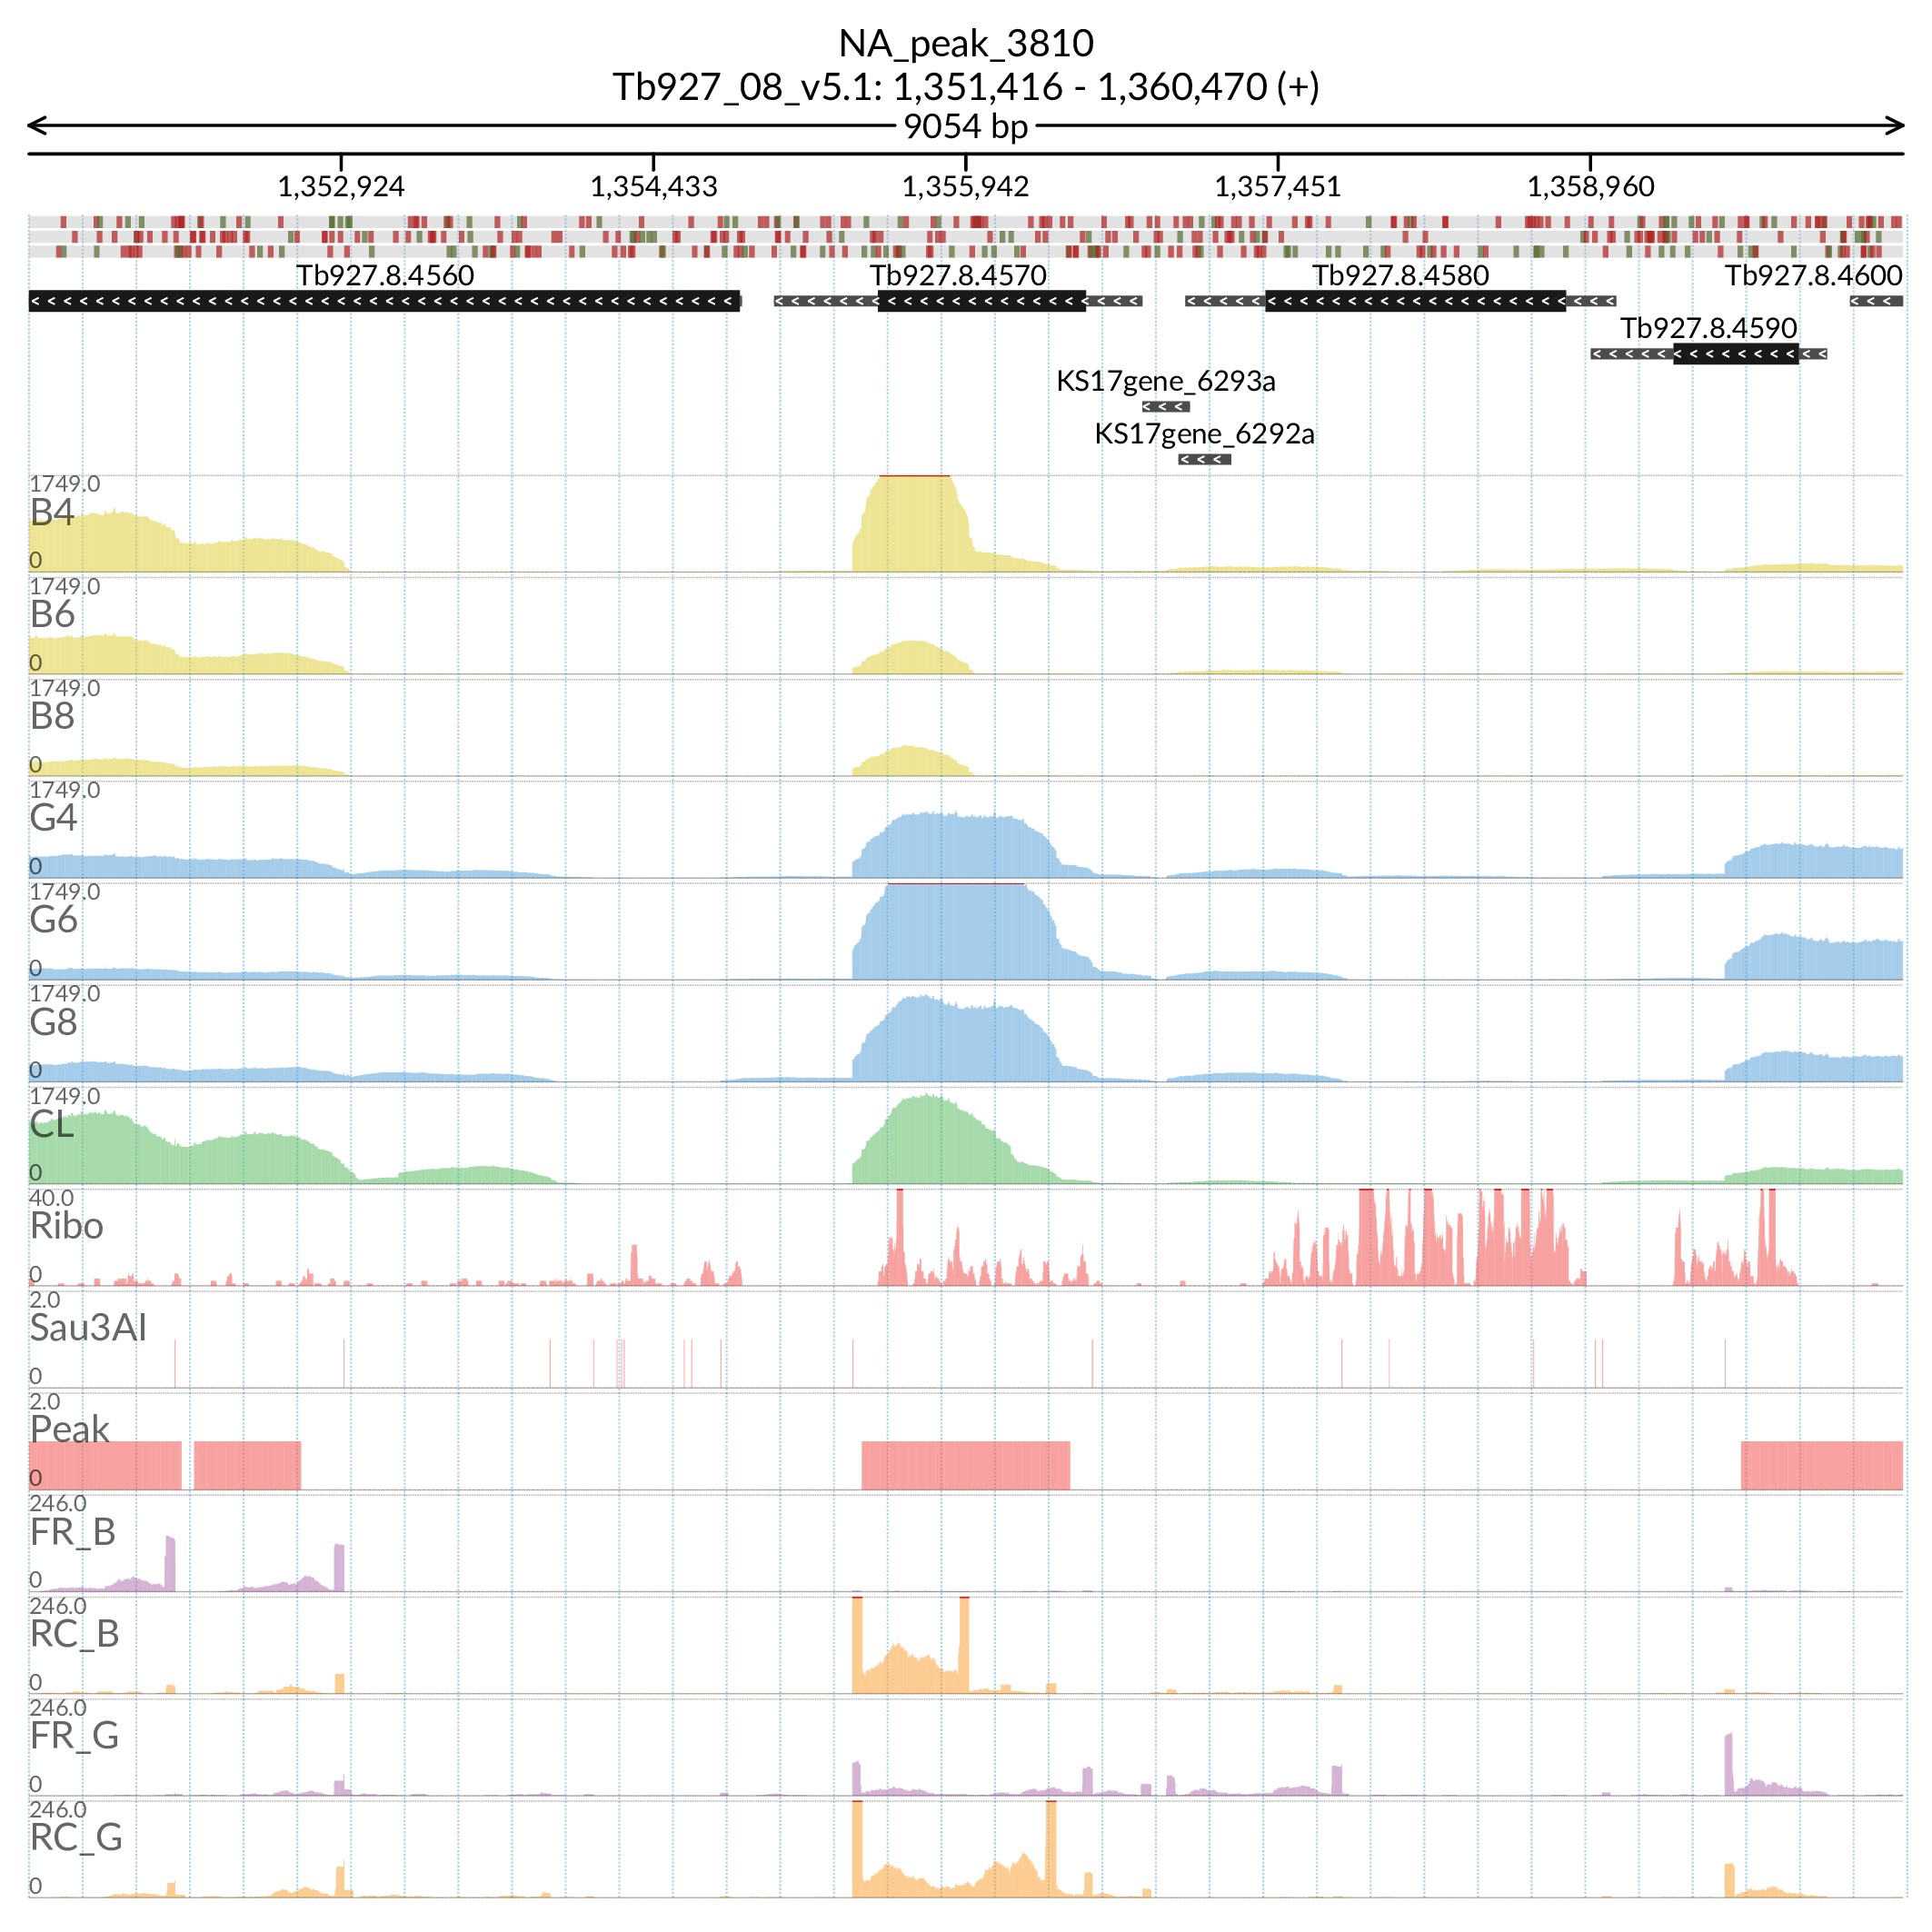 NA_peak_3810
Tb927_08_v5.1: 1,351,416 - 1,360,470 (+)
9054 bp
1,352,924 1,354,433 1,355,942 1,357,451 1,358,960
Tb927.8.4560 Tb927.8.4570 Tb927.8.4580 Tb927.8.4600
Tb927.8.4590
KS17gene_6293a
KS17gene_6292a
1749.0
B4
0
1749.0
B6
0
1749.0
B8
0
1749.0
G4
0
1749.0
G6
0
1749.0
G8
0
1749.0
CL
0
40.0
Ribo
0
2.0
Sau3AI
0
2.0
Peak
0
246.0
FR_B
0
246.0
RC_B
0
246.0
FR_G
0
246.0
RC_G
0